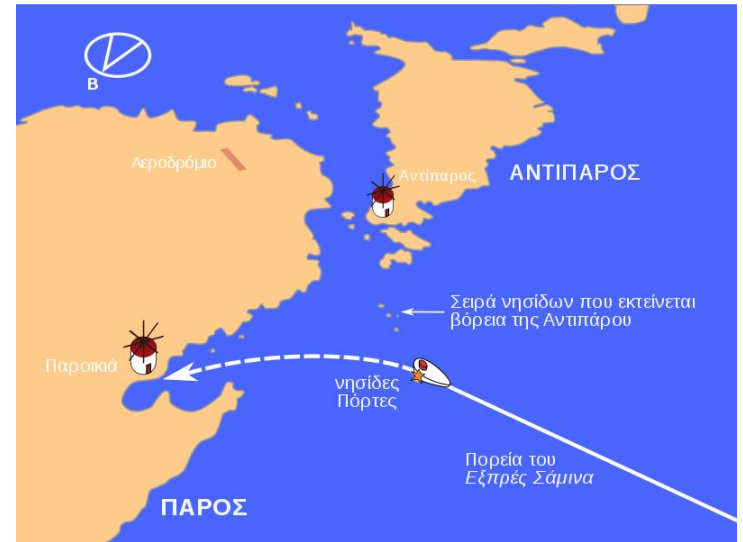 Β
Αεροδρόμιο
Αντίπαρος
ΑΝΤΙΠΑΡΟΣ
Σειρά νησίδων που εκτείνεται
βόρεια της Αντιπάρου
Παροικιά
νησίδες
Πόρτες
Πορεία του
Εξπρές Σάμινα
ΠΑΡΟΣ